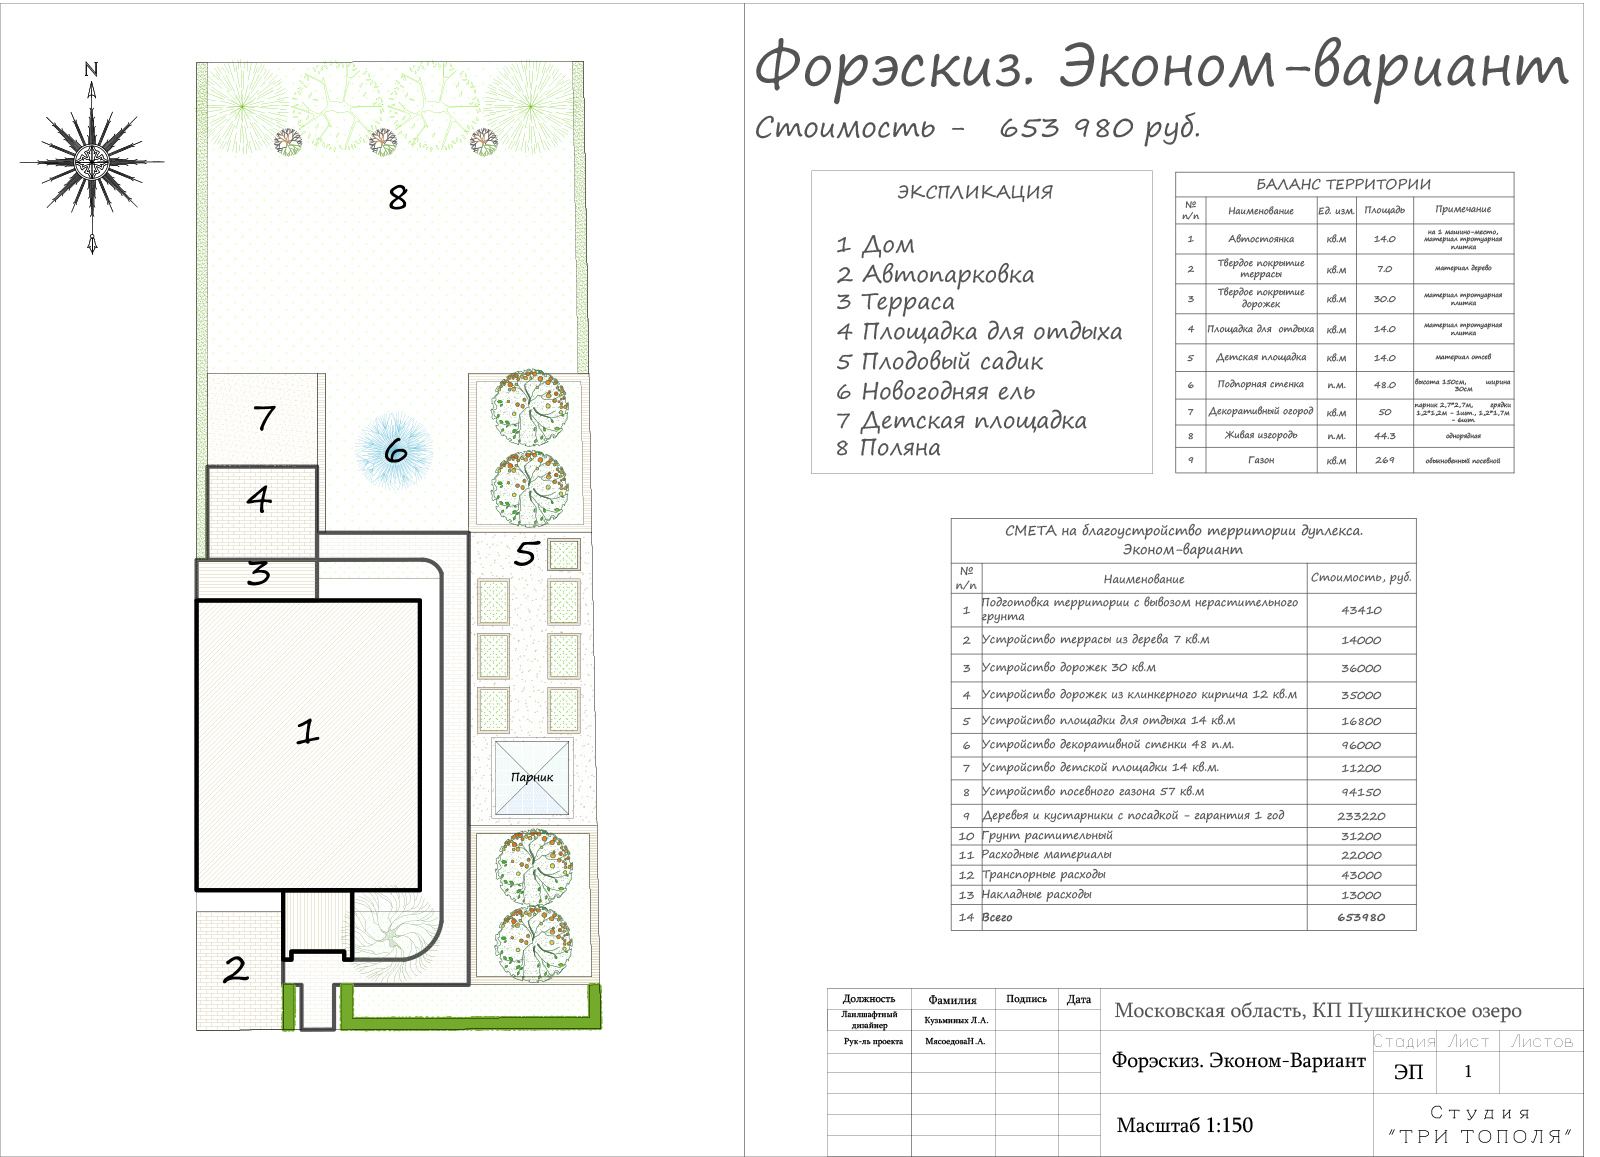 N
8
7
6
4
5
3
1
Парник
2
Форэскиз. Эконом-вариант
Стоимость - 653 980 руб.
ЭКСПЛИКАЦИЯ
1 Дом
2 Автопарковка
3 Терраса
4 Площадка для отдыха
5 Плодовый садик
6 Новогодняя ель
7 Детская площадка
8 Поляна
БАЛАНС ТЕРРИТОРИИ
№ п/п Наименование Ед. изм. Площадь Примечание
1 Автостоянка кв.м 14.0 на 1 машино-место, материал тротуарная плитка
2 Твердое покрытие террасы кв.м 7.0 материал дерево
3 Твердое покрытие дорожек кв.м 30.0 материал тротуарная плитка
4 Площадка для отдыха кв.м 14.0 материал тротуарная плитка
5 Детская площадка кв.м 14.0 материал отсев
6 Подпорная стенка п.м. 48.0 высота 150см, ширина 30см
7 Декоративный огород кв.м 50 парник 2,7*2,7м, грядки 1,2*1,2м - 1шт., 1,2*1,7м - 6шт.
8 Живая изгородь п.м. 44.3 однорядная
9 Газон кв.м 269 обыкновенный посевной
СМЕТА на благоустройство территории дуплекса.
Эконом-вариант
№ п/п Наименование Стоимость, руб.
1 Подготовка территории с вывозом нерастительного грунта 43410
2 Устройство террасы из дерева 7 кв.м 14000
3 Устройство дорожек 30 кв.м 36000
4 Устройство дорожек из клинкерного кирпича 12 кв.м 35000
5 Устройство площадки для отдыха 14 кв.м 16800
6 Устройство декоративной стенки 48 п.м. 96000
7 Устройство детской площадки 14 кв.м. 11200
8 Устройство посевного газона 57 кв.м 94150
9 Деревья и кустарники с посадкой - гарантия 1 год 233220
10 Грунт растительный 31200
11 Расходные материалы 22000
12 Транспорные расходы 43000
13 Накладные расходы 13000
14 Всего 653980
Должность Фамилия Подпись Дата
Ланлшафтный дизайнер Кузьминых Л.А.
Рук-ль проекта МясоедоваН.А.
Московская область, КП Пушкинское озеро
Форэскиз. Эконом-Вариант
Стадия Лист Листов
ЭП 1
Масштаб 1:150
Студия
"ТРИ ТОПОЛЯ"